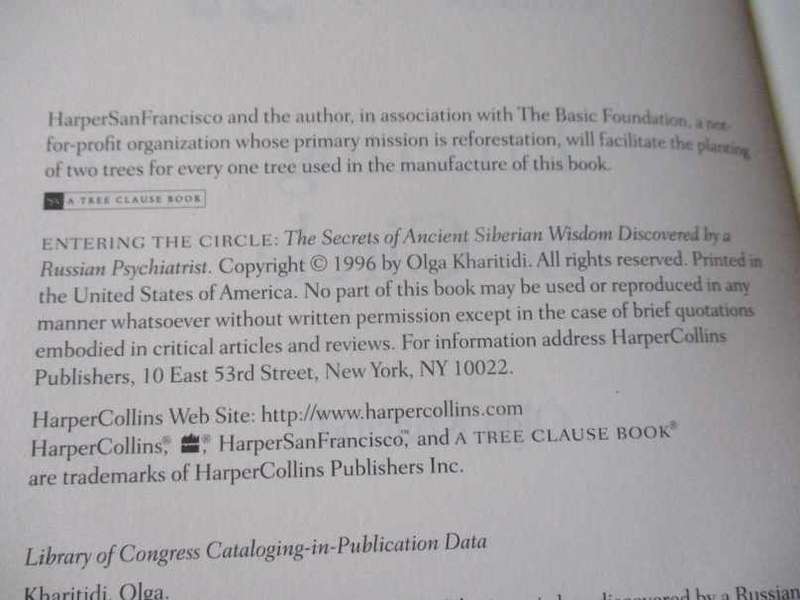 HarperSanFrancisco and the author, in association with The Basic Foundation, a not-
for-profit organization whose primary mission is reforestation, will facilitate the planting
of two trees for every one tree used in the manufacture of this book.
A TREE CLAUSE BOOK
ENTERING THE CIRCLE: The Secrets of Ancient Siberian Wisdom Discovered by a
Russian Psychiatrist. Copyright © 1996 by Olga Kharitidi. All rights reserved. Printed in
the United States of America. No part of this book may be used or reproduced in any
manner whatsoever without written permission except in the case of brief quotations
embodied in critical articles and reviews. For information address HarperCollins
Publishers, 10 East 53rd Street, New York, NY 10022.
HarperCollins Web Site: http://www.harpercollins.com
HarperCollins,® ®, HarperSanFrancisco,™ and A TREE CLAUSE BOOK®
are trademarks of HarperCollins Publishers Inc.
Library of Congress Cataloging-in-Publication Data
Kharitidi, Olga.
discovered by a Russian